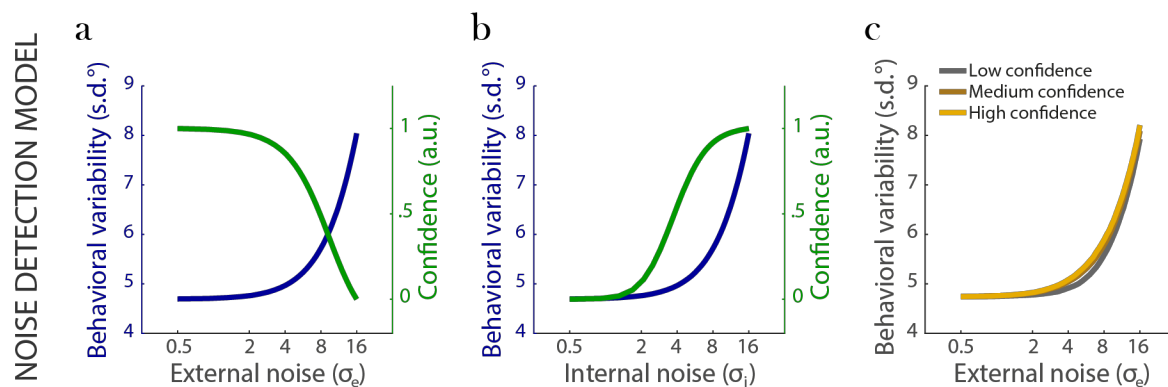 NOISE DETECTION MODEL
a
Behavioral variability (s.d.°)
9
8
7
6
5
4
Confidence (a.u.)
1
.5
0
0.5 2 4 8 16
External noise (σe)
b
Behavioral variability (s.d.°)
9
8
7
6
5
4
Confidence (a.u.)
1
.5
0
0.5 2 4 8 16
Internal noise (σi)
c
Behavioral variability (s.d.°)
9
8
7
6
5
4
Low confidence
Medium confidence
High confidence
0.5 2 4 8 16
External noise (σe)